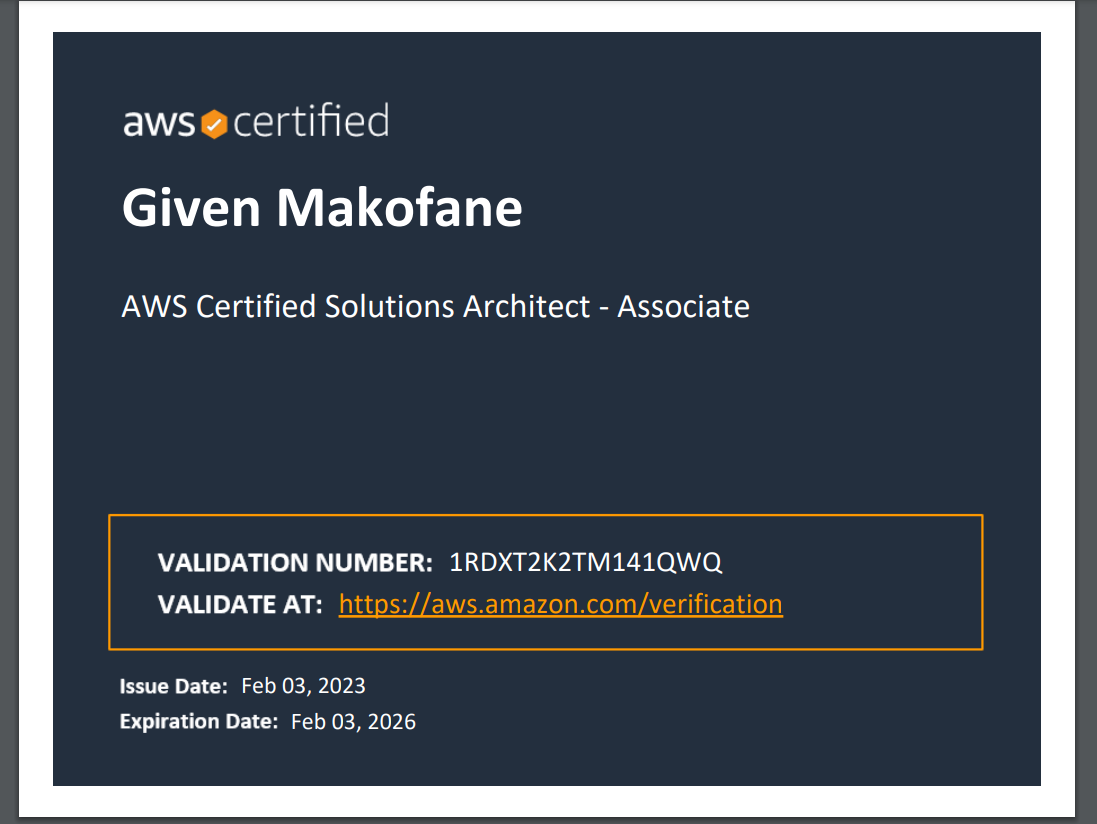 aws certified
Given Makofane
AWS Certified Solutions Architect - Associate
VALIDATION NUMBER: 1RDXT2K2TM141QWQ
VALIDATE AT: https://aws.amazon.com/verification
Issue Date: Feb 03, 2023
Expiration Date: Feb 03, 2026